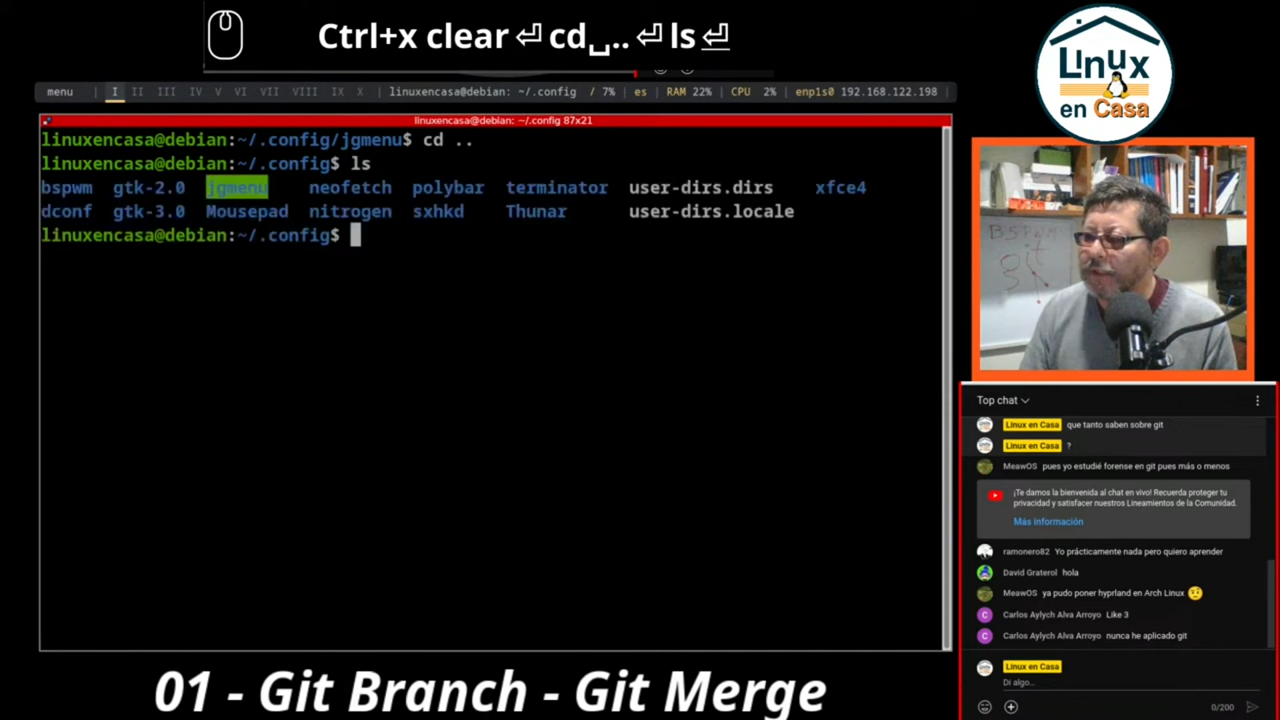 Ctrl+x clear⏎ cd␣..⏎ ls⏎
Linux
en Casa
menu | I II III IV V VI VII VIII IX X | linuxencasa@debian: ~/.config / 7% | es | RAM 22% | CPU 2% | enp1s0 192.168.122.198 |
linuxencasa@debian: ~/.config 87x21
linuxencasa@debian:~/.config/jgmenu$ cd ..
linuxencasa@debian:~/.config$ ls
bspwm gtk-2.0 jgmenu neofetch polybar terminator user-dirs.dirs xfce4
dconf gtk-3.0 Mousepad nitrogen sxhkd Thunar user-dirs.locale
linuxencasa@debian:~/.config$
BSPWM
git
Top chat
Linux en Casa que tanto saben sobre git
Linux en Casa ?
MeawOS pues yo estudié forense en git pues más o menos
¡Te damos la bienvenida al chat en vivo! Recuerda proteger tu
privacidad y satisfacer nuestros Lineamientos de la Comunidad.
Más información
ramonero82 Yo prácticamente nada pero quiero aprender
David Graterol hola
MeawOS ya pudo poner hyprland en Arch Linux
C Carlos Aylych Alva Arroyo Like 3
C Carlos Aylych Alva Arroyo nunca he aplicado git
Linux en Casa
Di algo...
0/200
01 - Git Branch - Git Merge